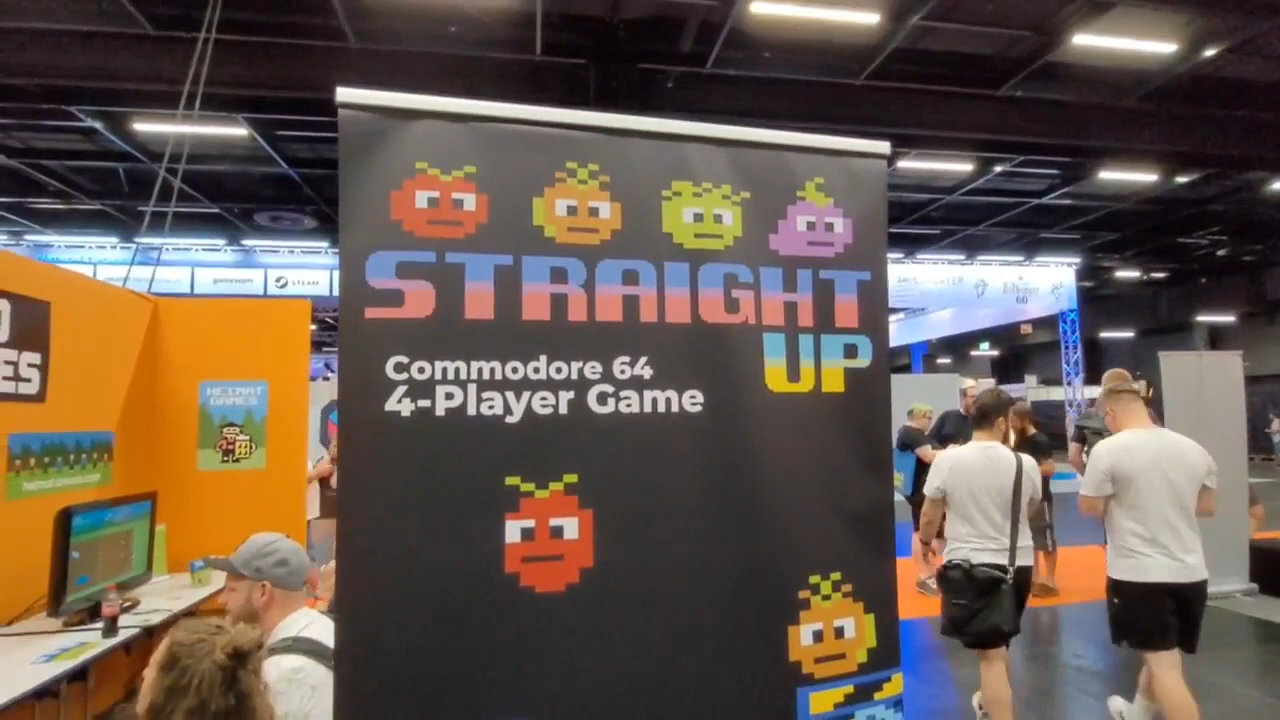 STRAIGHT
UP
Commodore 64
4-Player Game
HEIMAT
GAMES
gamescom
STEAM
ES